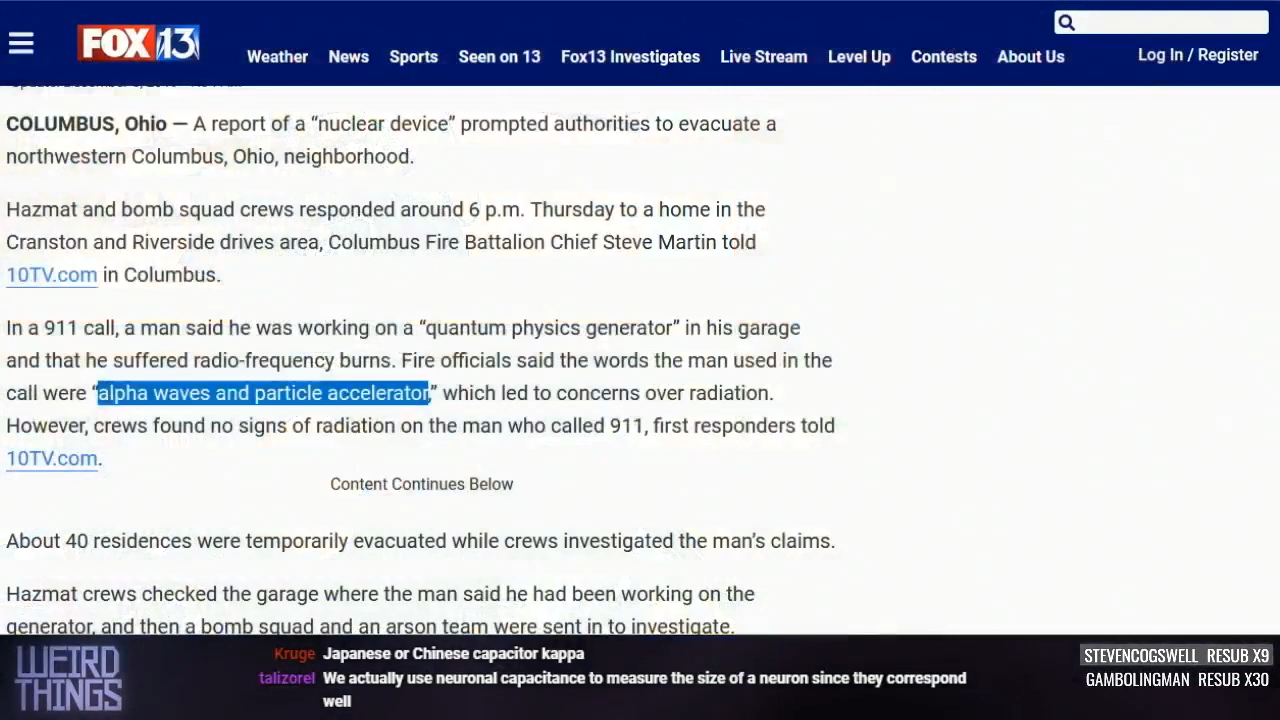 FOX 13
Weather News Sports Seen on 13 Fox13 Investigates Live Stream Level Up Contests About Us
Log In / Register
COLUMBUS, Ohio — A report of a “nuclear device” prompted authorities to evacuate a
northwestern Columbus, Ohio, neighborhood.
Hazmat and bomb squad crews responded around 6 p.m. Thursday to a home in the
Cranston and Riverside drives area, Columbus Fire Battalion Chief Steve Martin told
10TV.com in Columbus.
In a 911 call, a man said he was working on a “quantum physics generator” in his garage
and that he suffered radio-frequency burns. Fire officials said the words the man used in the
call were “alpha waves and particle accelerator,” which led to concerns over radiation.
However, crews found no signs of radiation on the man who called 911, first responders told
10TV.com.
Content Continues Below
About 40 residences were temporarily evacuated while crews investigated the man’s claims.
Hazmat crews checked the garage where the man said he had been working on the
generator, and then a bomb squad and an arson team were sent in to investigate.
WEIRD
THINGS
Kruge Japanese or Chinese capacitor kappa
talizorel We actually use neuronal capacitance to measure the size of a neuron since they correspond
well
STEVENCOGSWELL RESUB X9
GAMBOLINGMAN RESUB X30